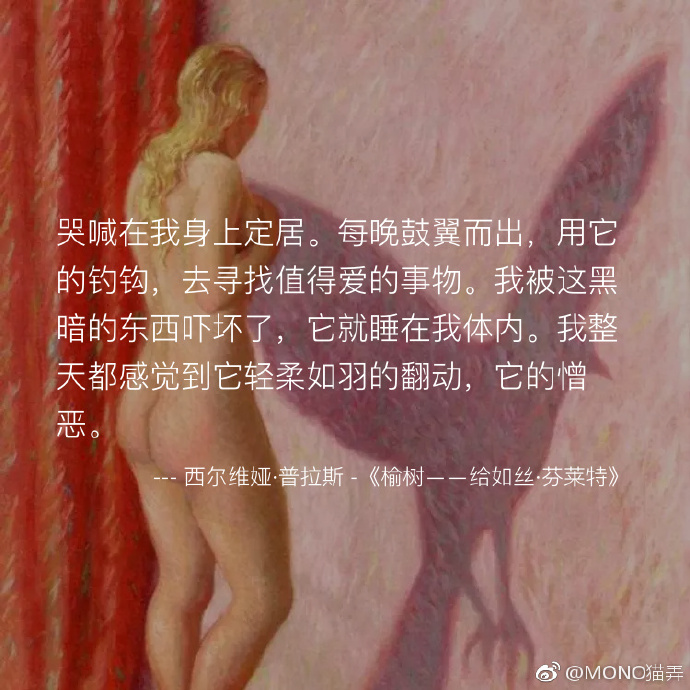 哭喊在我身上定居。每晚鼓翼而出，用它
的钓钩，去寻找值得爱的事物。我被这黑
暗的东西吓坏了，它就睡在我体内。我整
天都感觉到它轻柔如羽的翻动，它的憎
恶。
--- 西尔维娅·普拉斯 -《榆树——给如丝·芬莱特》
@MONO猫弄